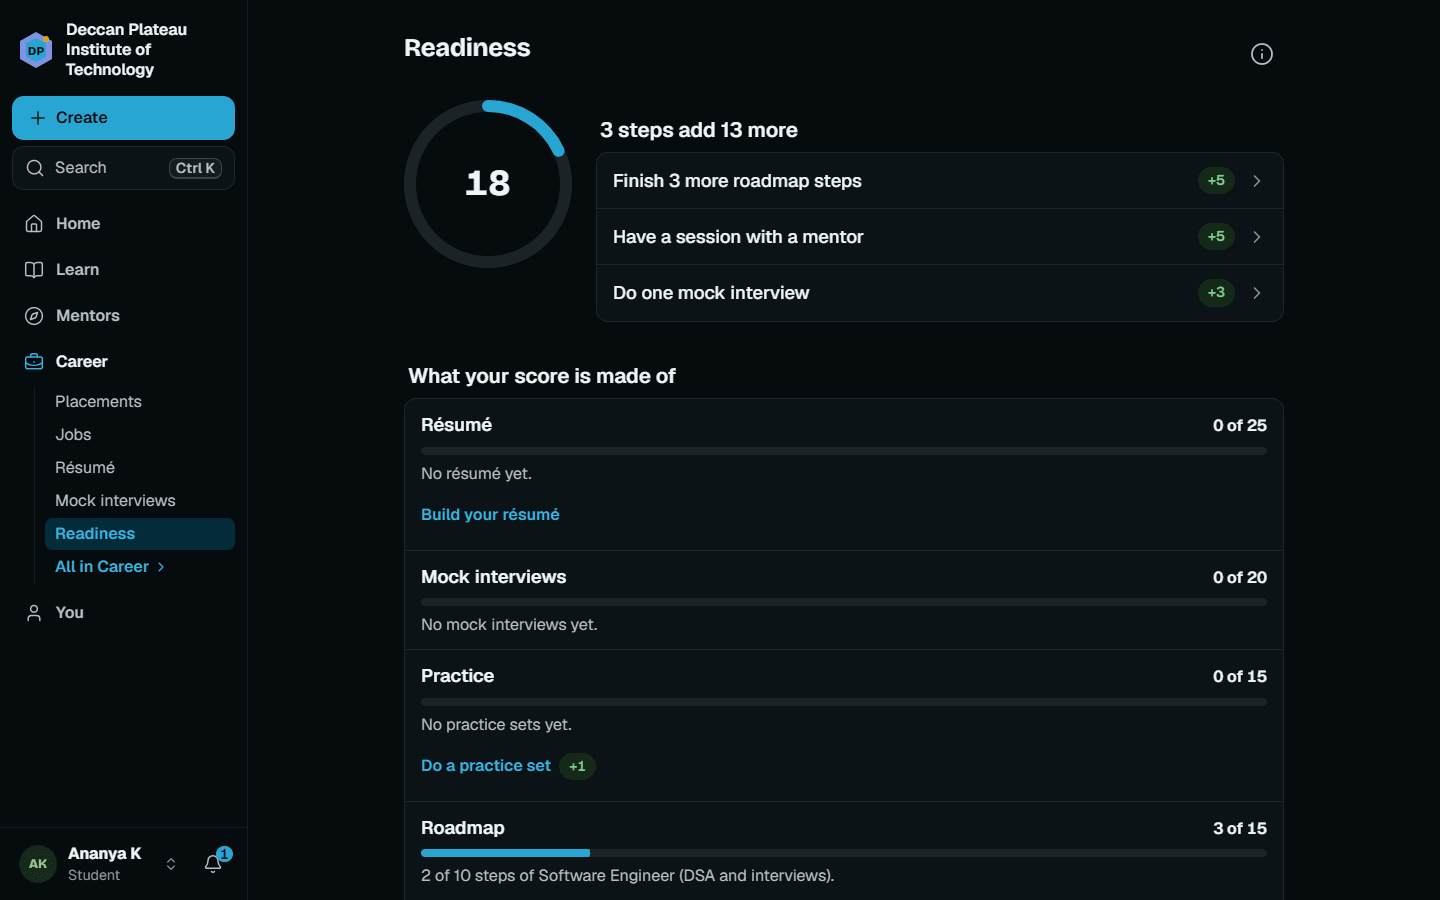 DP
Deccan Plateau
Institute of
Technology
Create
Search Ctrl K
Home
Learn
Mentors
Career
Placements
Jobs
Résumé
Mock interviews
Readiness
All in Career
You
AK
Ananya K
Student
1
Readiness
18
3 steps add 13 more
Finish 3 more roadmap steps +5
Have a session with a mentor +5
Do one mock interview +3
What your score is made of
Résumé 0 of 25
No résumé yet.
Build your résumé
Mock interviews 0 of 20
No mock interviews yet.
Practice 0 of 15
No practice sets yet.
Do a practice set +1
Roadmap 3 of 15
2 of 10 steps of Software Engineer (DSA and interviews).